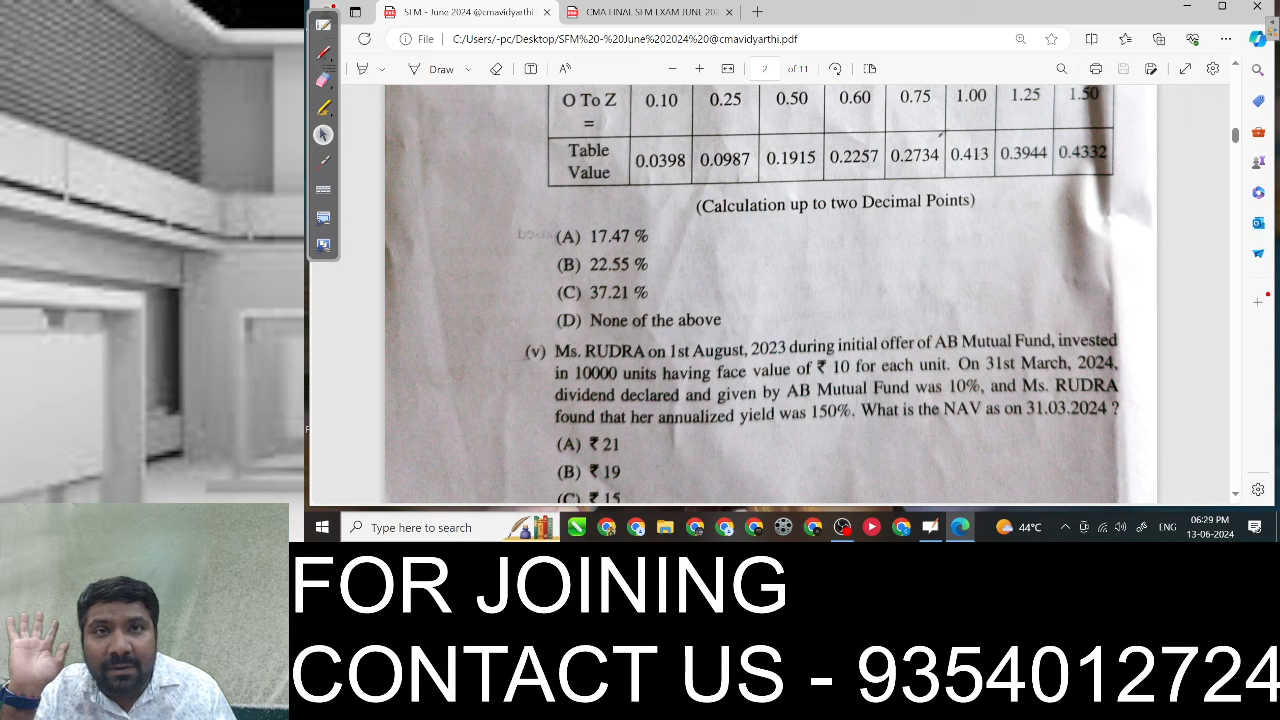 SFM - June 2024 @cmavidyarthi.
CMA FINAL SFM EXAM JUNE 202
File
C:/Users/-pc/Desktop/SFM%20-%20June%202024%20@cmavidyarthi.pdf
Draw
2
of 11
O To Z = 0.10 0.25 0.50 0.60 0.75 1.00 1.25 1.50
Table Value 0.0398 0.0987 0.1915 0.2257 0.2734 0.413 0.3944 0.4332
(Calculation up to two Decimal Points)
(A) 17.47 %
(B) 22.55 %
(C) 37.21 %
(D) None of the above
(v) Ms. RUDRA on 1st August, 2023 during initial offer of AB Mutual Fund, invested
in 10000 units having face value of ₹ 10 for each unit. On 31st March, 2024,
dividend declared and given by AB Mutual Fund was 10%, and Ms. RUDRA
found that her annualized yield was 150%. What is the NAV as on 31.03.2024 ?
(A) ₹ 21
(B) ₹ 19
(C) ₹ 15
Type here to search
44°C
ENG
06:29 PM
13-06-2024
FOR JOINING
CONTACT US - 9354012724